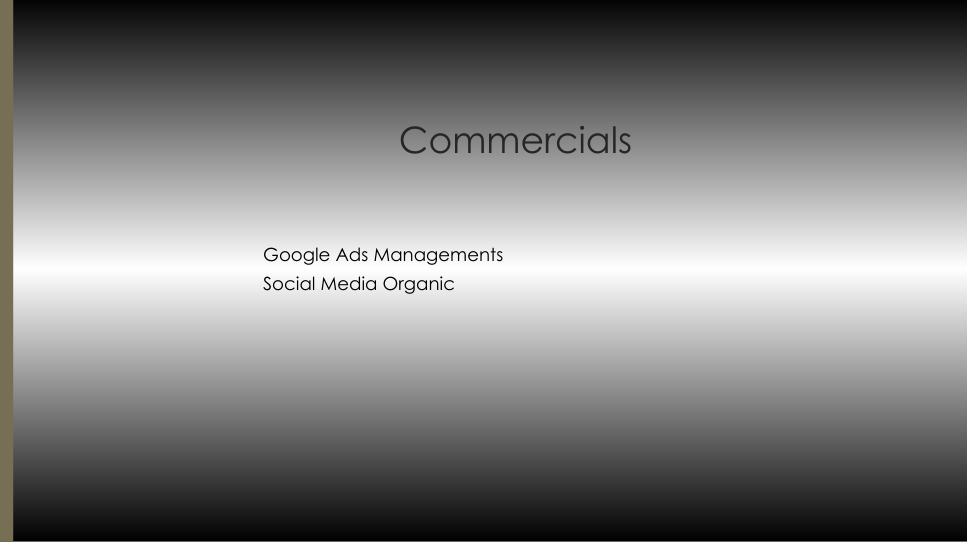 Commercials
Google Ads Managements
Social Media Organic